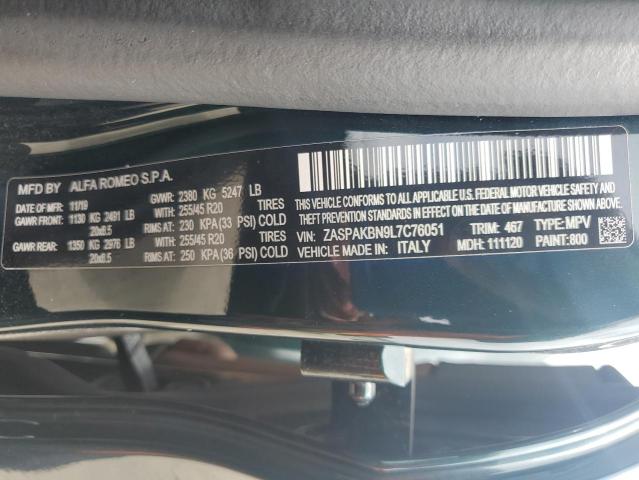 MFD BY ALFA ROMEO S.P.A.
DATE OF MFR: 11/19 GVWR: 2380 KG 5247 LB
GAWR FRONT: 1130 KG 2491 LB TIRES 255/45 R20
20x8.5 RIMS AT: 230 KPA(33 PSI) COLD
GAWR REAR: 1350 KG 2976 LB TIRES 255/45 R20
20x8.5 RIMS AT: 250 KPA (36 PSI) COLD
THIS VEHICLE CONFORMS TO ALL APPLICABLE U.S. FEDERAL MOTOR
VEHICLE SAFETY, BUMPER, AND THEFT PREVENTION STANDARDS IN
EFFECT ON THE DATE OF MANUFACTURE SHOWN ABOVE.
VIN: ZASPAKBN9L7C76051 TRIM: 467 TYPE: MPV
VEHICLE MADE IN: ITALY MDH: 111120 PAINT: 800